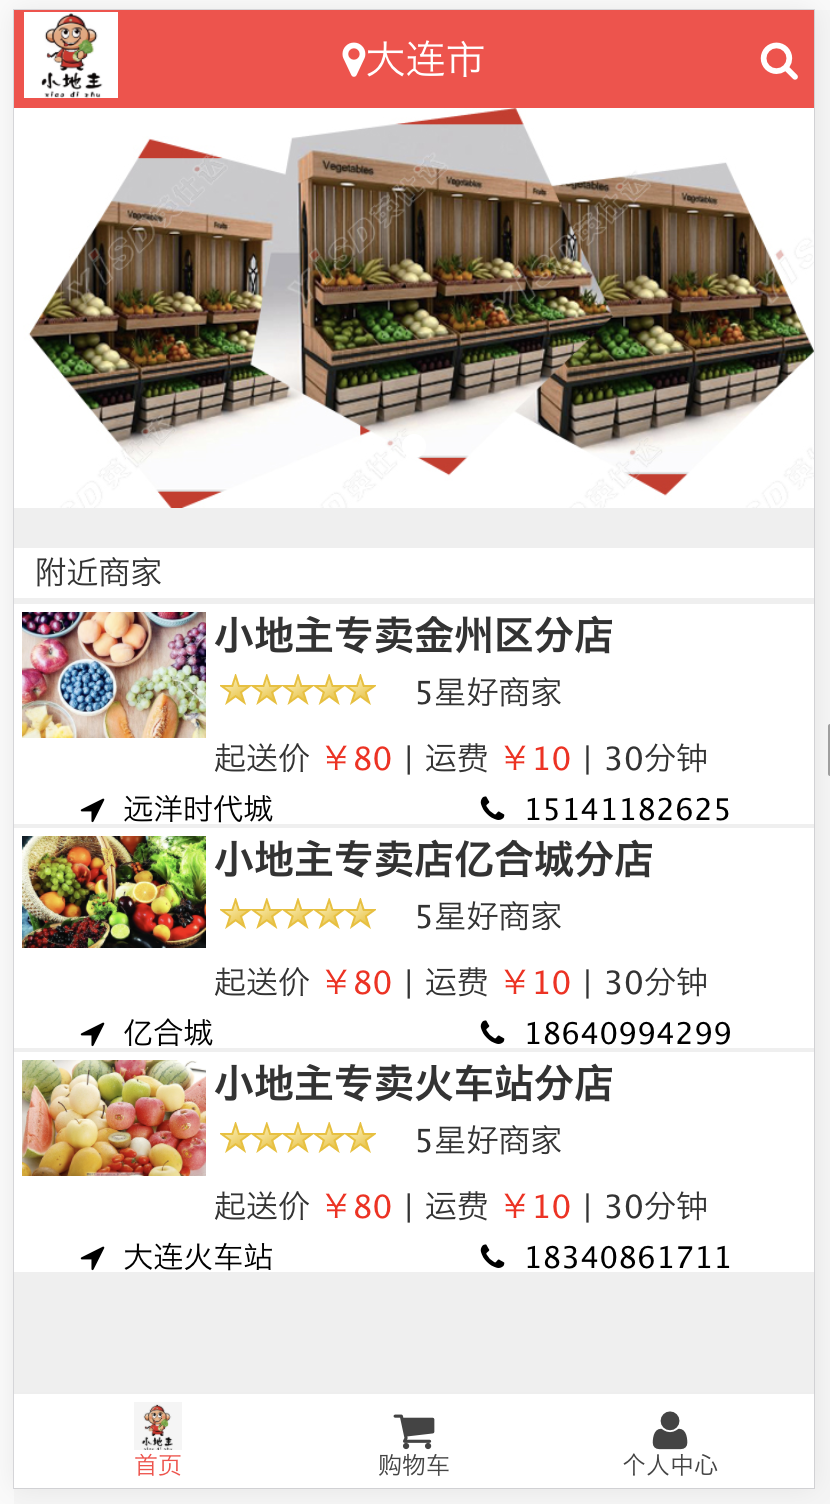 小地主
xiao di zhu
大连市
Vegetables
Vegetables
Fruits
Vegetables
Vegetables
Fruits
Vegetables
Vegetables
附近商家
小地主专卖金州区分店
5星好商家
起送价 ￥80 | 运费 ￥10 | 30分钟
远洋时代城 15141182625
小地主专卖店亿合城分店
5星好商家
起送价 ￥80 | 运费 ￥10 | 30分钟
亿合城 18640994299
小地主专卖火车站分店
5星好商家
起送价 ￥80 | 运费 ￥10 | 30分钟
大连火车站 18340861711
小地主
首页 购物车 个人中心